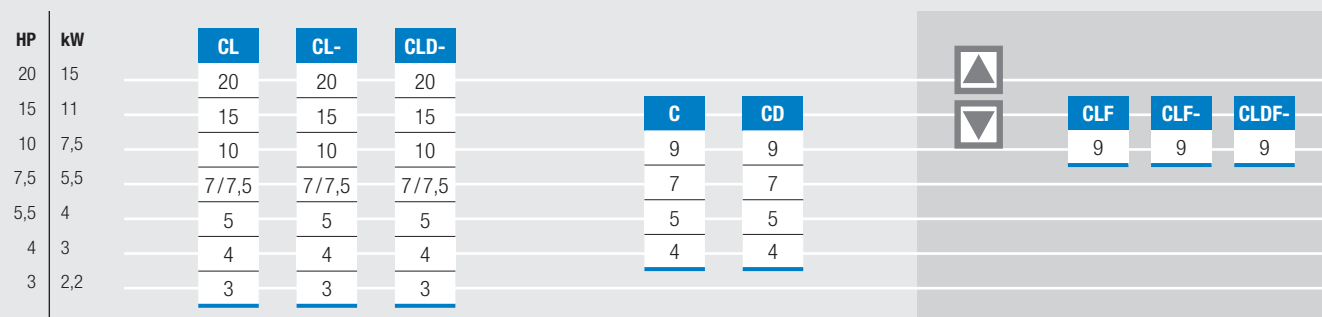 HP kW CL CL- CLD-
20 15 20 20 20
15 11 15 15 15 C CD CLF CLF- CLDF-
10 7,5 10 10 10 9 9 9 9 9
7,5 5,5 7/7,5 7/7,5 7/7,5 7 7
5,5 4 5 5 5 5 5
4 3 4 4 4 4 4
3 2,2 3 3 3